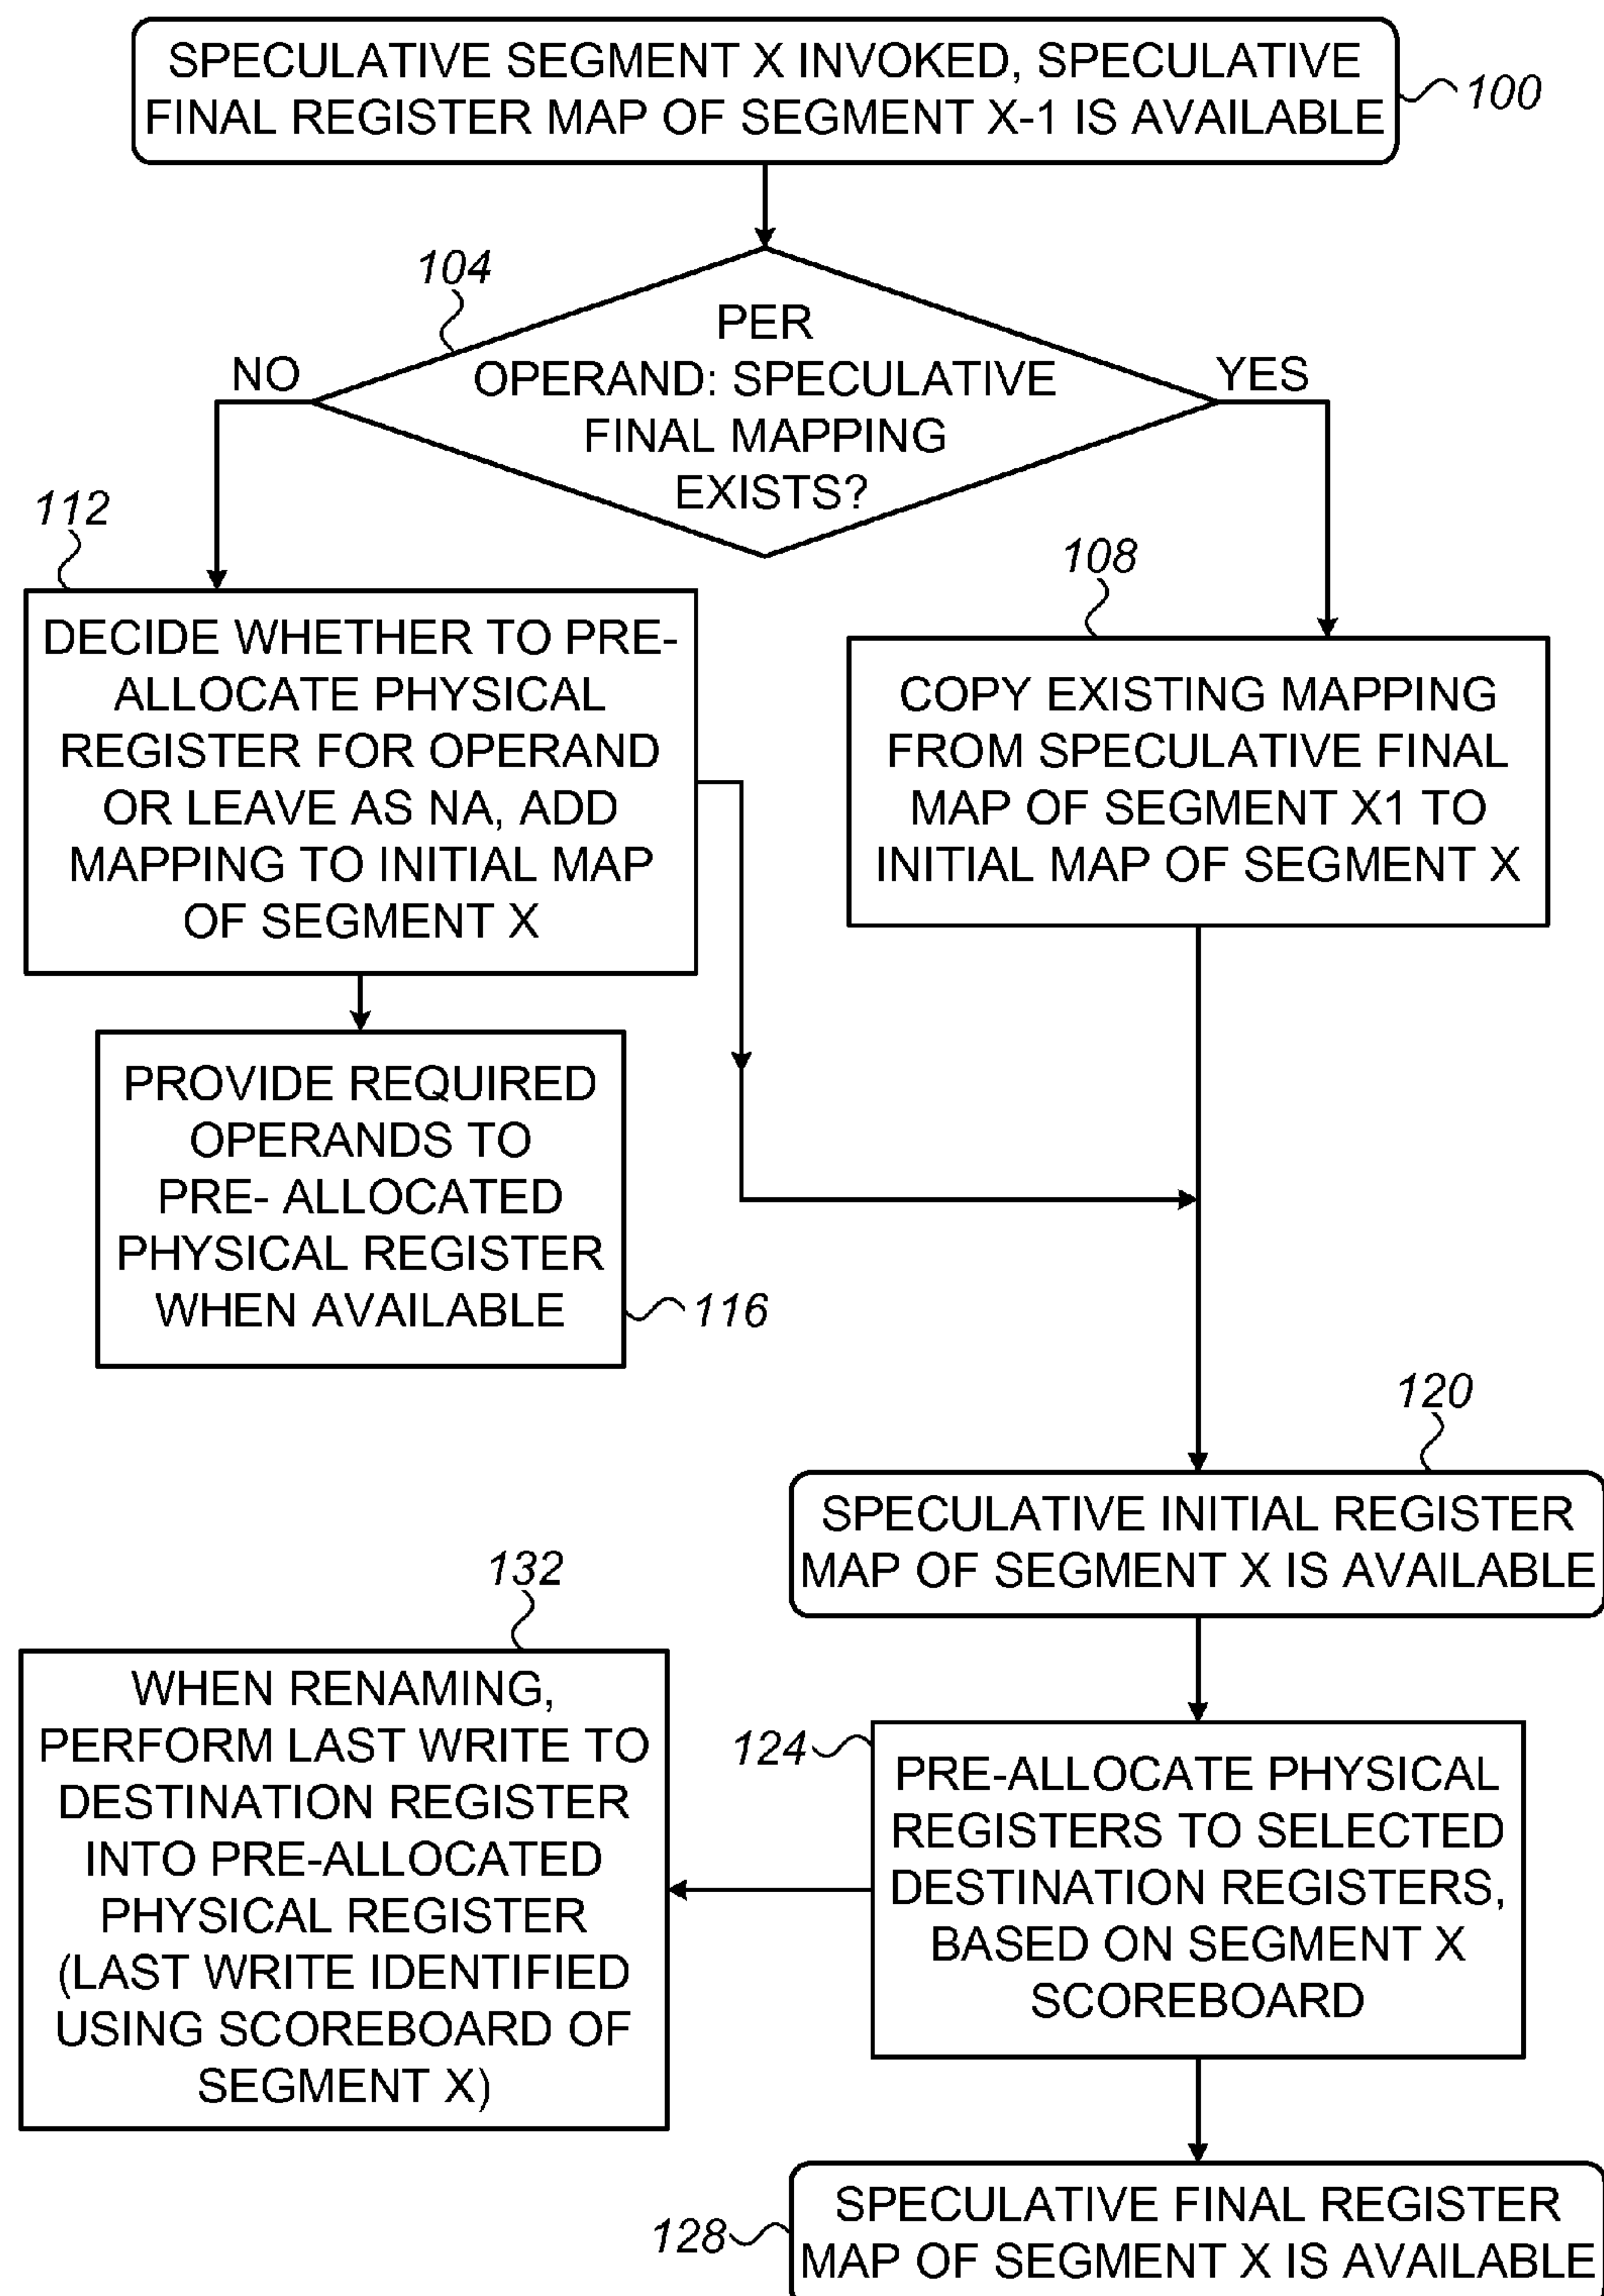 SPECULATIVE SEGMENT X INVOKED, SPECULATIVE
FINAL REGISTER MAP OF SEGMENT X-1 IS AVAILABLE
100
104
PER
OPERAND: SPECULATIVE
FINAL MAPPING
EXISTS?
NO
YES
112
DECIDE WHETHER TO PRE-
ALLOCATE PHYSICAL
REGISTER FOR OPERAND
OR LEAVE AS NA, ADD
MAPPING TO INITIAL MAP
OF SEGMENT X
108
COPY EXISTING MAPPING
FROM SPECULATIVE FINAL
MAP OF SEGMENT X1 TO
INITIAL MAP OF SEGMENT X
PROVIDE REQUIRED
OPERANDS TO
PRE- ALLOCATED
PHYSICAL REGISTER
WHEN AVAILABLE
116
120
SPECULATIVE INITIAL REGISTER
MAP OF SEGMENT X IS AVAILABLE
132
WHEN RENAMING,
PERFORM LAST WRITE TO
DESTINATION REGISTER
INTO PRE-ALLOCATED
PHYSICAL REGISTER
(LAST WRITE IDENTIFIED
USING SCOREBOARD OF
SEGMENT X)
124
PRE-ALLOCATE PHYSICAL
REGISTERS TO SELECTED
DESTINATION REGISTERS,
BASED ON SEGMENT X
SCOREBOARD
128
SPECULATIVE FINAL REGISTER
MAP OF SEGMENT X IS AVAILABLE